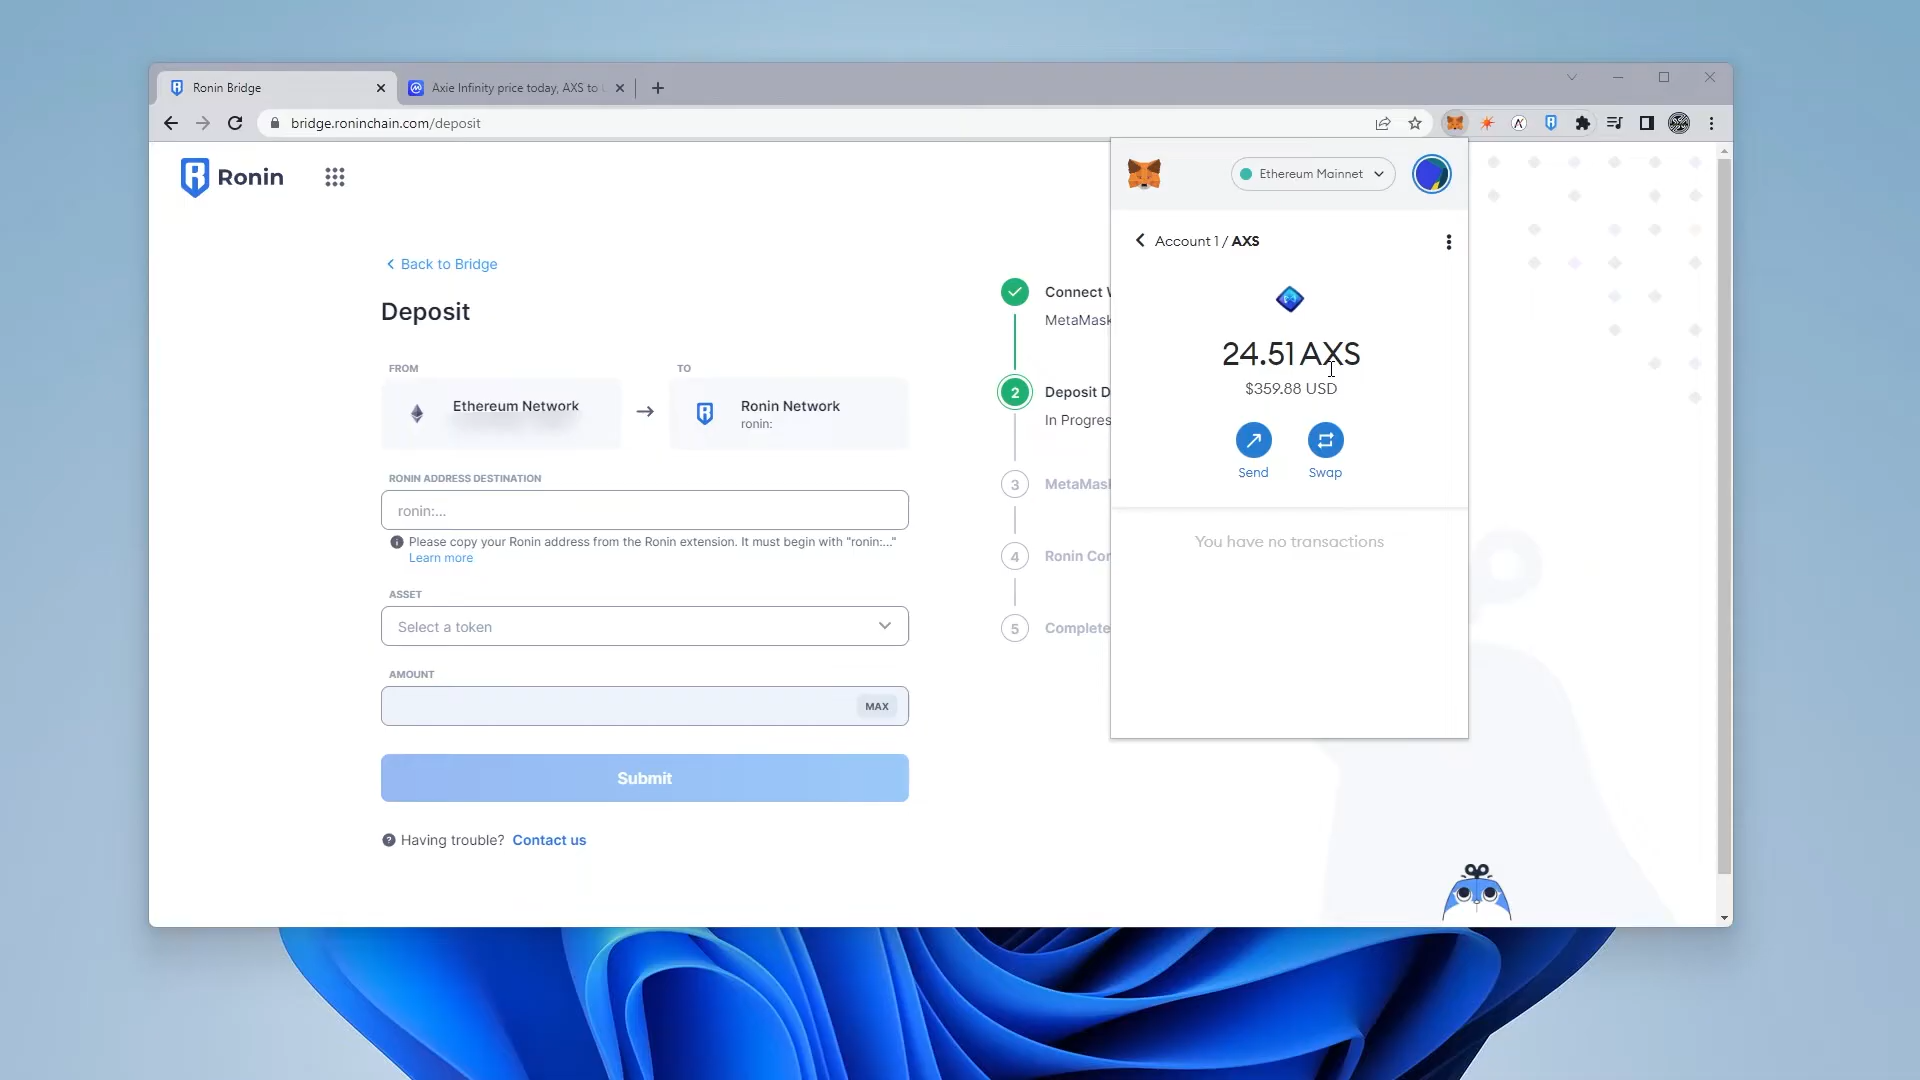 Ronin Bridge
Axie Infinity price today, AXS to
bridge.roninchain.com/deposit
Ronin
Back to Bridge
Deposit
FROM
Ethereum Network
TO
Ronin Network
ronin:
RONIN ADDRESS DESTINATION
ronin:...
Please copy your Ronin address from the Ronin extension. It must begin with "ronin:..."
Learn more
ASSET
Select a token
AMOUNT
MAX
Submit
Having trouble? Contact us
Connect
MetaMask
2
Deposit D
In Progres
3
MetaMas
4
Ronin Cor
5
Complete
Ethereum Mainnet
Account 1 / AXS
24.51 AXS
$359.88 USD
Send
Swap
You have no transactions